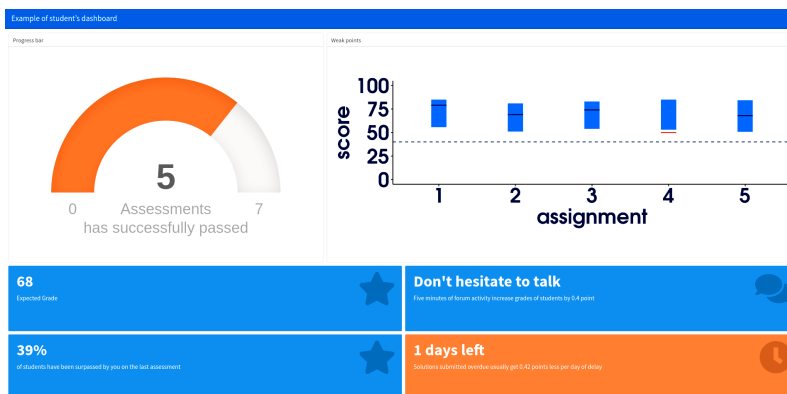 Example of student's dashboard
Progress bar
5
0 Assessments 7
has successfully passed
Weak points
100
75
50
25
0
score
1 2 3 4 5
assignment
68
Expected Grade
Don't hesitate to talk
Five minutes of forum activity increase grades of students by 0.4 point
39%
of students have been surpassed by you on the last assessment
1 days left
Solutions submitted overdue usually get 0.42 points less per day of delay